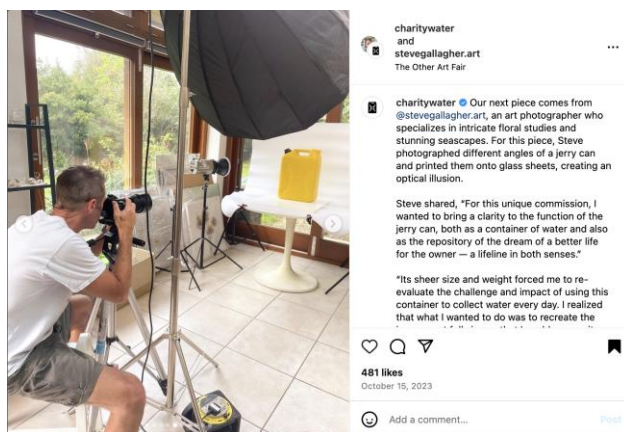 charitywater
and
stevegallagher.art
The Other Art Fair
charitywater Our next piece comes from
@stevegallagher.art, an art photographer who
specializes in intricate floral studies and
stunning seascapes. For this piece, Steve
photographed different angles of a jerry can
and printed them onto glass sheets, creating an
optical illusion.
Steve shared, “For this unique commission, I
wanted to bring a clarity to the function of the
jerry can, both as a container of water and also
as the repository of the dream of a better life
for the owner — a lifeline in both senses.”
“Its sheer size and weight forced me to re-
evaluate the challenge and impact of using this
container to collect water every day. I realized
that what I wanted to do was to recreate the
481 likes
October 15, 2023
Add a comment...
Post